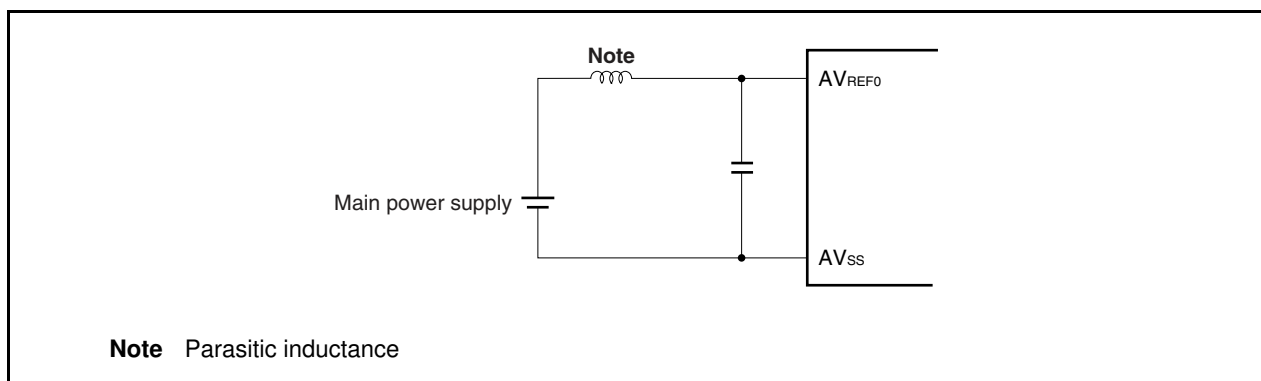 Note
AVREF0
Main power supply
AVSS
Note Parasitic inductance